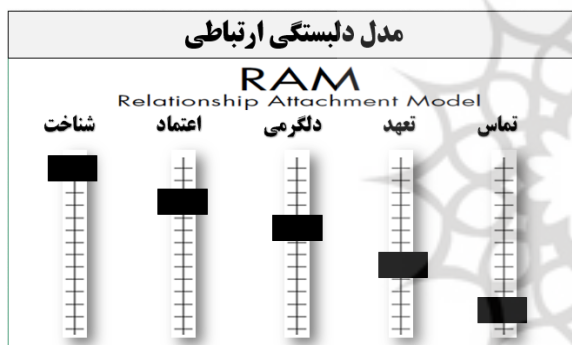 مدل دلبستگی ارتباطی
RAM
Relationship Attachment Model
شناخت اعتماد دلگرمی تعهد تماس